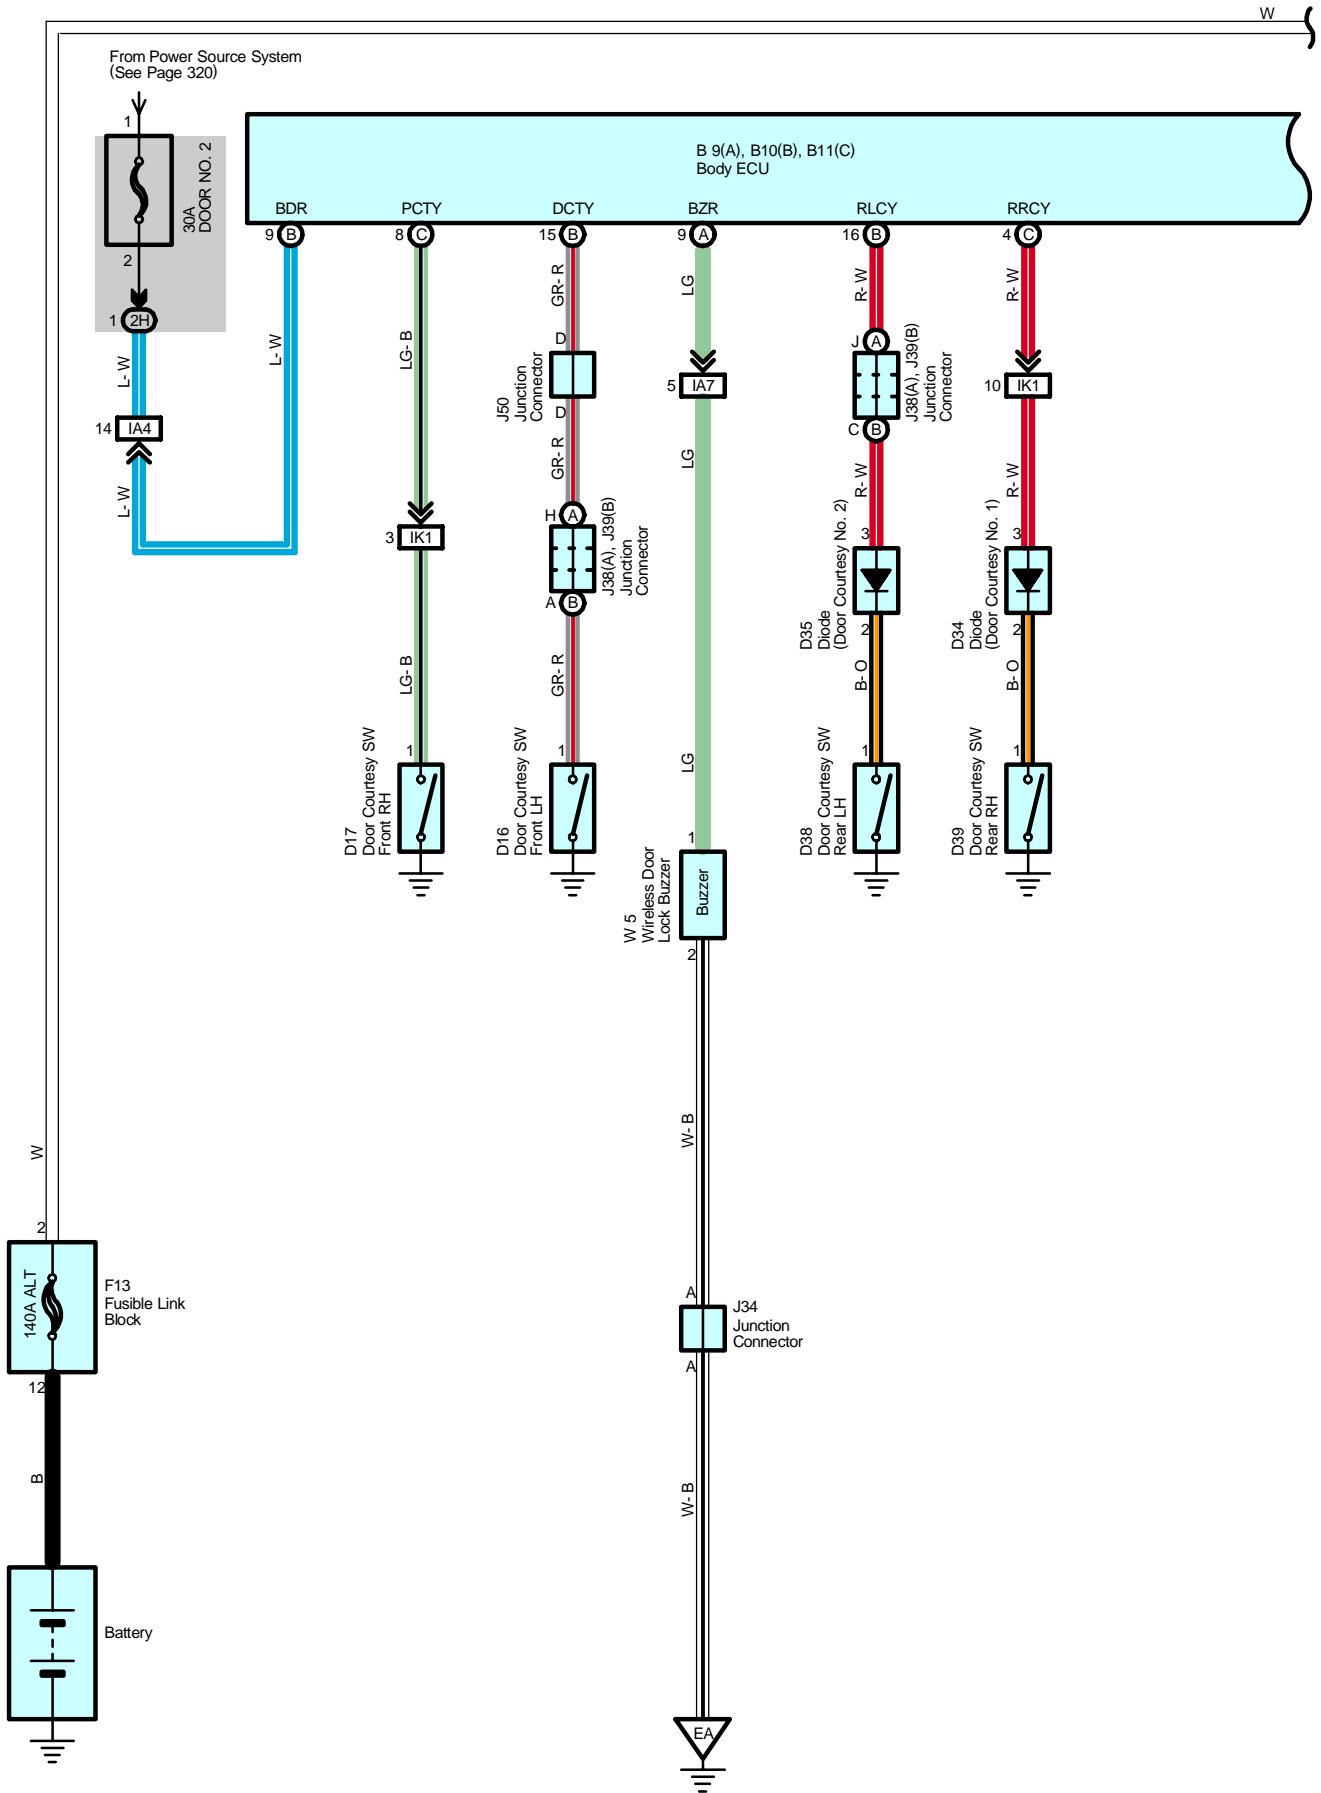 W
From Power Source System
(See Page 320)
1
30A
DOOR NO. 2
2
1 2H
L- W
14 IA4
L- W
B 9(A), B10(B), B11(C)
Body ECU
BDR
PCTY
DCTY
BZR
RLCY
RRCY
9 B
8 C
15 B
9 A
16 B
4 C
L- W
LG- B
3 IK1
LG- B
1
D17
Door Courtesy SW
Front RH
GR- R
D
J50
Junction
Connector
D
GR- R
H A
J38(A), J39(B)
Junction
Connector
A B
GR- R
1
D16
Door Courtesy SW
Front LH
LG
5 IA7
LG
LG
1
W 5
Wireless Door
Lock Buzzer
Buzzer
2
W- B
A
J34
Junction
Connector
A
W- B
EA
R- W
J A
J38(A), J39(B)
Junction
Connector
C B
R- W
3
D35
Diode
(Door Courtesy No. 2)
2
B- O
1
D38
Door Courtesy SW
Rear LH
R- W
10 IK1
R- W
3
D34
Diode
(Door Courtesy No. 1)
2
B- O
1
D39
Door Courtesy SW
Rear RH
W
2
140A ALT
F13
Fusible Link
Block
12
B
Battery